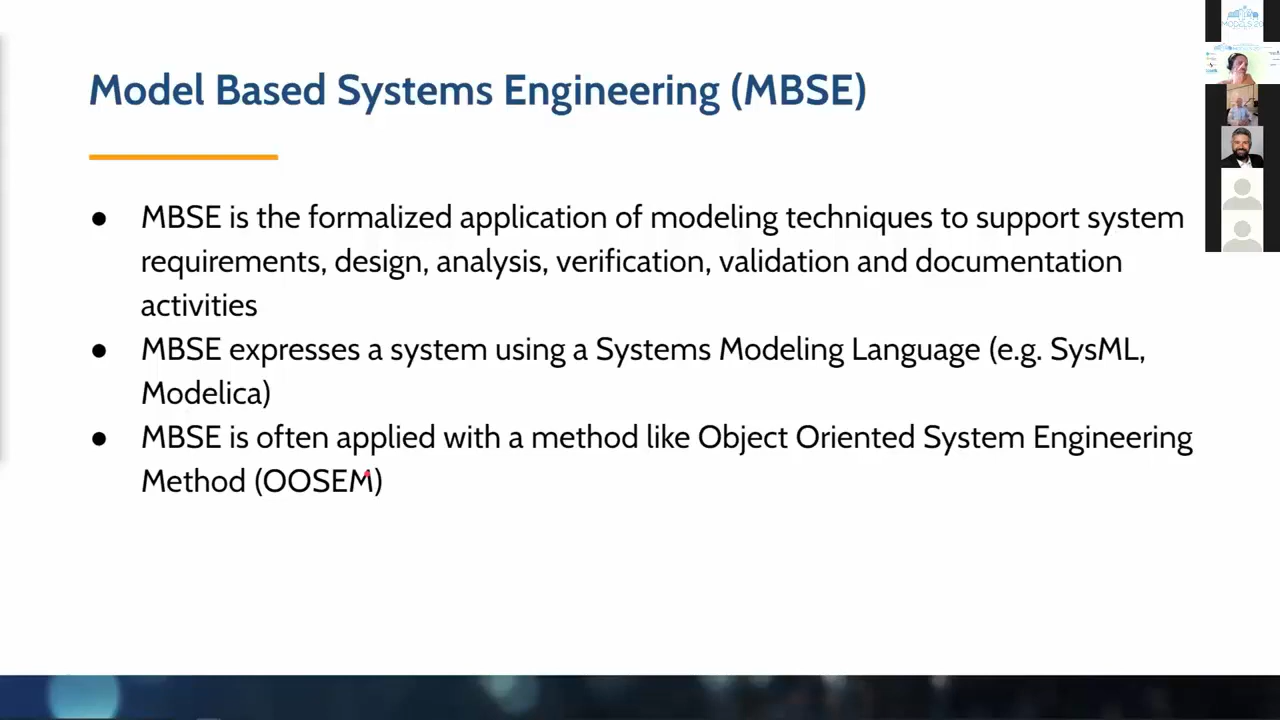 Model Based Systems Engineering (MBSE)
● MBSE is the formalized application of modeling techniques to support system
requirements, design, analysis, verification, validation and documentation
activities
● MBSE expresses a system using a Systems Modeling Language (e.g. SysML,
Modelica)
● MBSE is often applied with a method like Object Oriented System Engineering
Method (OOSEM)
MODELS 20